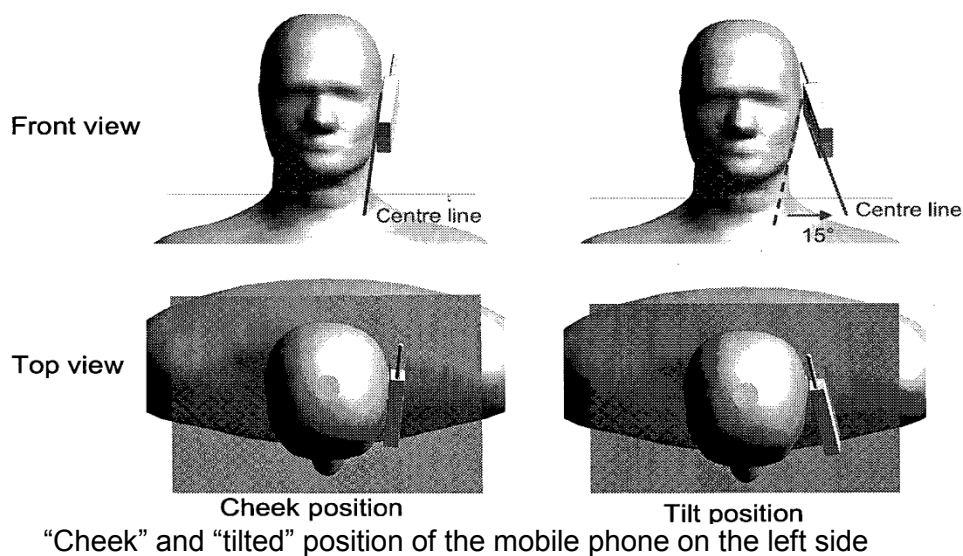 Front view
Centre line
Centre line
15°
Top view
Cheek position
Tilt position
“Cheek” and “tilted” position of the mobile phone on the left side